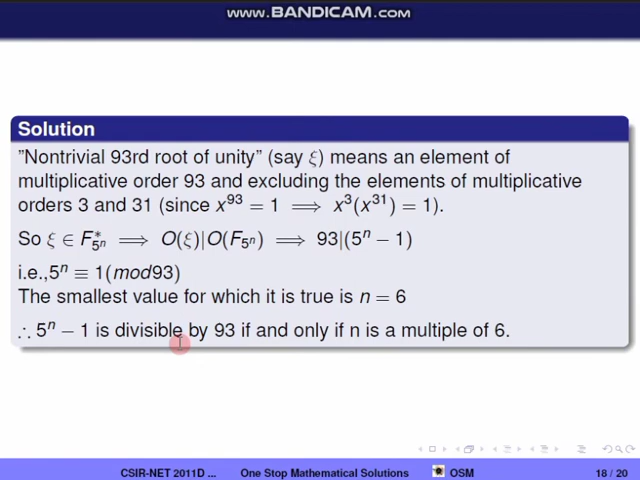 www.BANDICAM.com
Solution
"Nontrivial 93rd root of unity" (say ξ) means an element of
multiplicative order 93 and excluding the elements of multiplicative
orders 3 and 31 (since x^93 = 1 ⟹ x^3(x^31) = 1).
So ξ ∈ F*_{5^n} ⟹ O(ξ)|O(F_{5^n}) ⟹ 93|(5^n − 1)
i.e.,5^n ≡ 1(mod93)
The smallest value for which it is true is n = 6
∴ 5^n − 1 is divisible by 93 if and only if n is a multiple of 6.
CSIR-NET 2011D ... One Stop Mathematical Solutions OSM 18 / 20